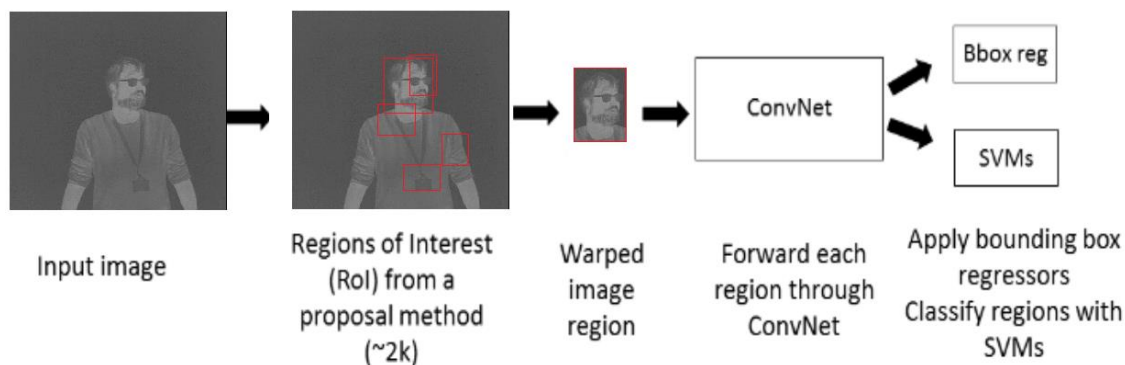 ConvNet
Bbox reg
SVMs
Input image
Regions of Interest
(RoI) from a
proposal method
(~2k)
Warped
image
region
Forward each
region through
ConvNet
Apply bounding box
regressors
Classify regions with
SVMs